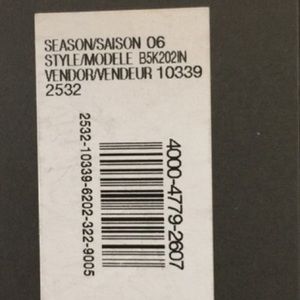 SEASON/SAISON 06
STYLE/MODELE B5K202IN
VENDOR/VENDEUR 10339
2532
4000-4779-2607
2532-10339-6202-322-9005